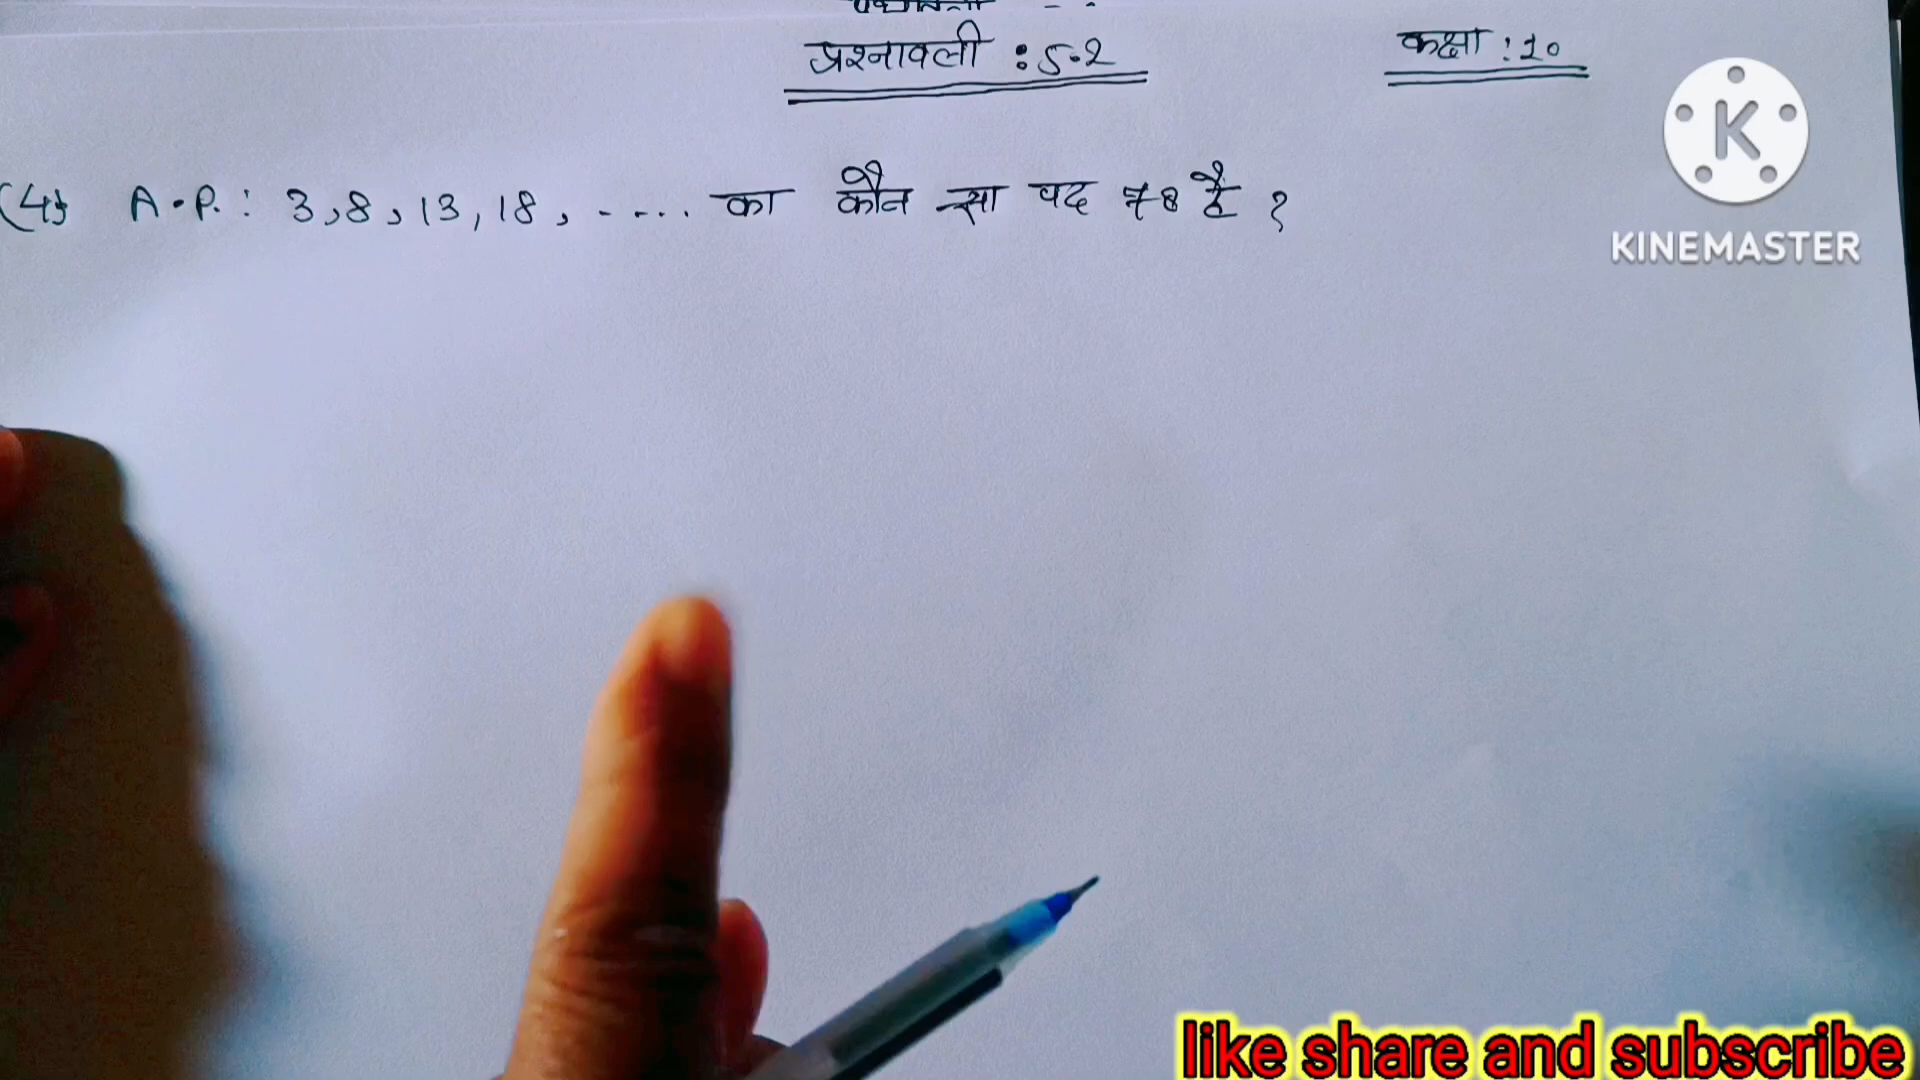 प्रश्नावली : 5.2
कक्षा : 10
(4) A.P. : 3, 8, 13, 18, ..... का कौन सा पद 78 है ?
K
KINEMASTER
like share and subscribe